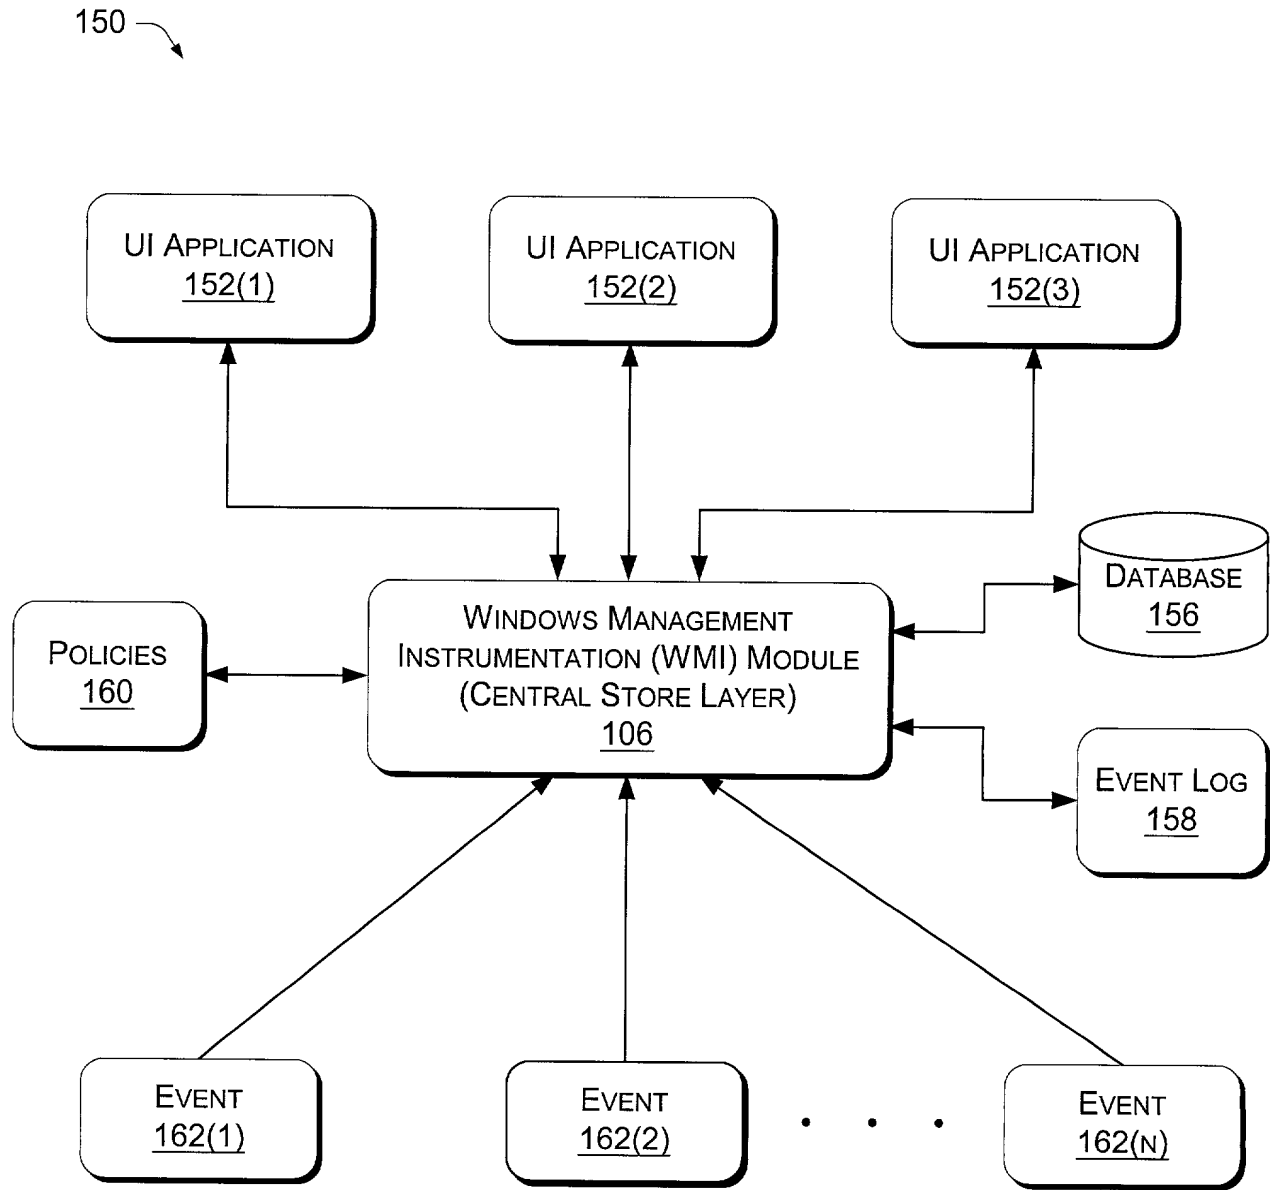 150
UI APPLICATION
152(1)
UI APPLICATION
152(2)
UI APPLICATION
152(3)
DATABASE
156
WINDOWS MANAGEMENT
INSTRUMENTATION (WMI) MODULE
(CENTRAL STORE LAYER)
106
POLICIES
160
EVENT LOG
158
EVENT
162(1)
EVENT
162(2)
. . .
EVENT
162(N)